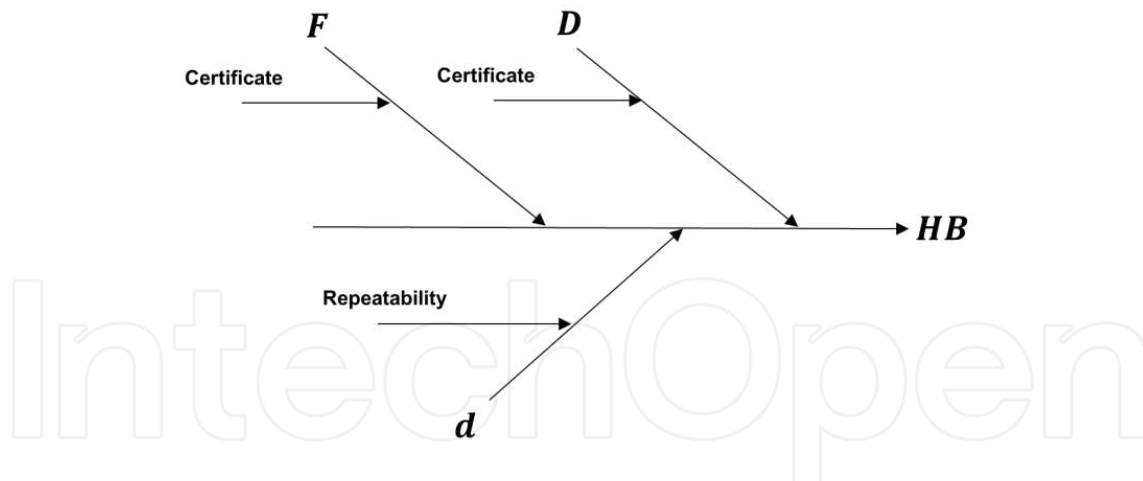 F
D
Certificate
Certificate
HB
Repeatability
d
IntechOpen